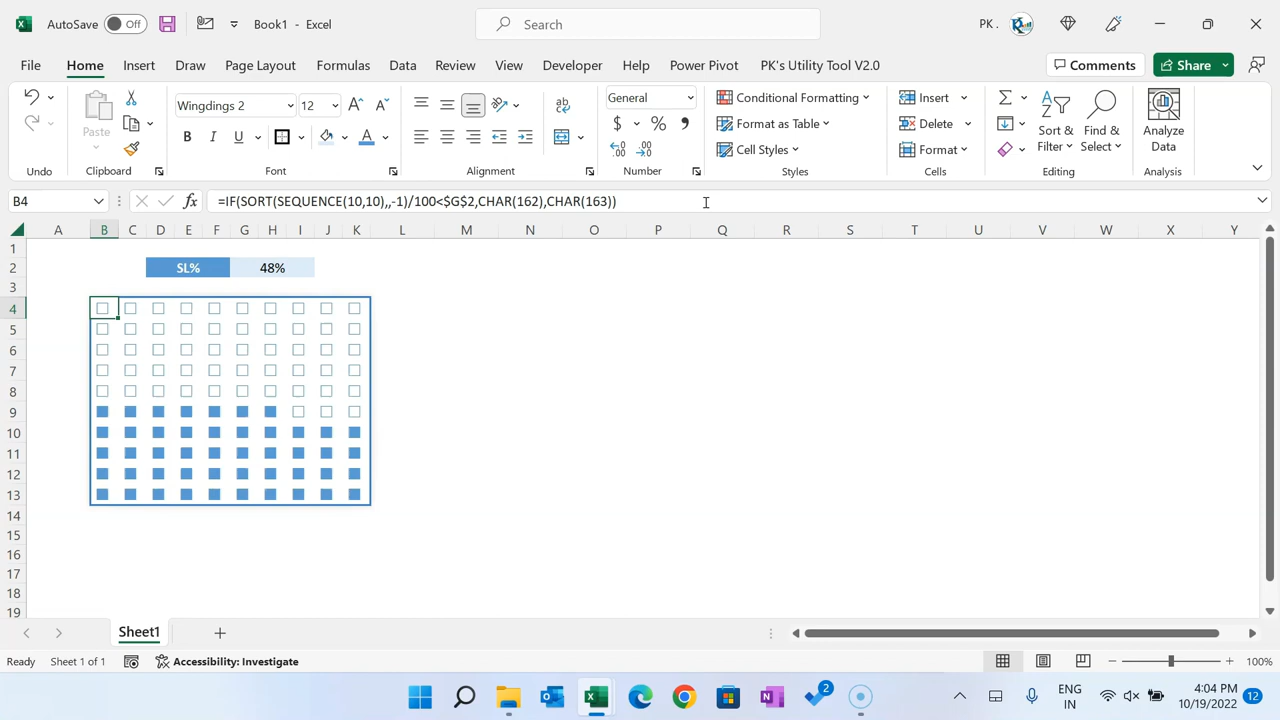 AutoSave Off Book1 - Excel Search PK .
File Home Insert Draw Page Layout Formulas Data Review View Developer Help Power Pivot PK's Utility Tool V2.0 Comments Share
Paste Wingdings 2 12 General Conditional Formatting Insert Sort & Filter Find & Select Analyze Data
B I U $ % Format as Table Delete
Cell Styles Format
Undo Clipboard Font Alignment Number Styles Cells Editing Analysis
B4 fx =IF(SORT(SEQUENCE(10,10),,-1)/100<$G$2,CHAR(162),CHAR(163))
A B C D E F G H I J K L M N O P Q R S T U V W X Y
1
2 SL% 48%
3
4
5
6
7
8
9
10
11
12
13
14
15
16
17
18
19
Sheet1
Ready Sheet 1 of 1 Accessibility: Investigate 100%
2 ENG IN 4:04 PM 10/19/2022 12